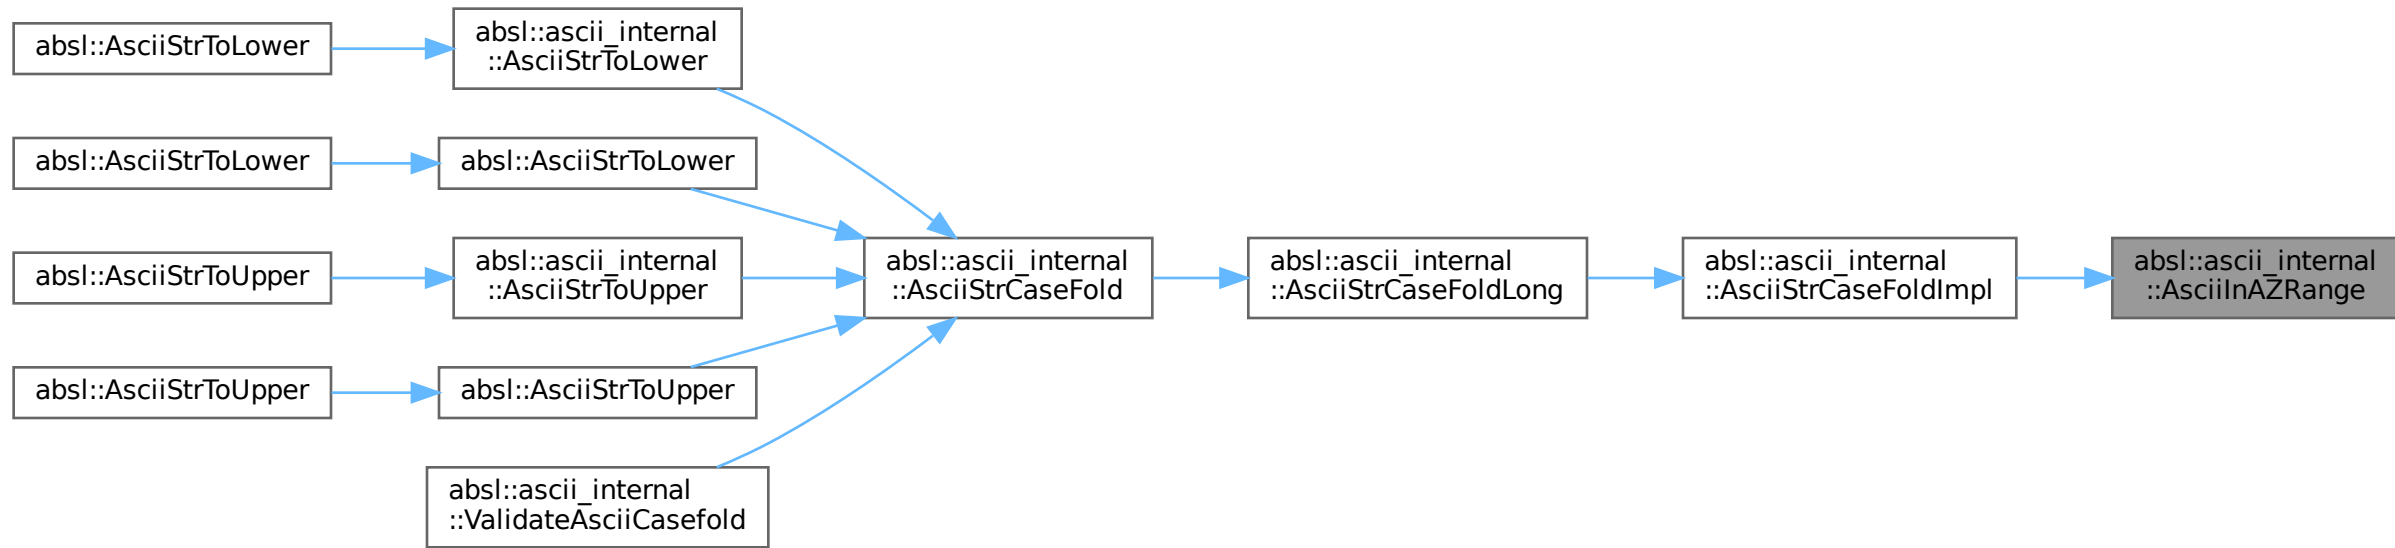 absl::AsciiStrToLower
absl::ascii_internal
::AsciiStrToLower
absl::AsciiStrToLower
absl::AsciiStrToLower
absl::AsciiStrToUpper
absl::ascii_internal
::AsciiStrToUpper
absl::ascii_internal
::AsciiStrCaseFold
absl::ascii_internal
::AsciiStrCaseFoldLong
absl::ascii_internal
::AsciiStrCaseFoldImpl
absl::ascii_internal
::AsciiInAZRange
absl::AsciiStrToUpper
absl::AsciiStrToUpper
absl::ascii_internal
::ValidateAsciiCasefold